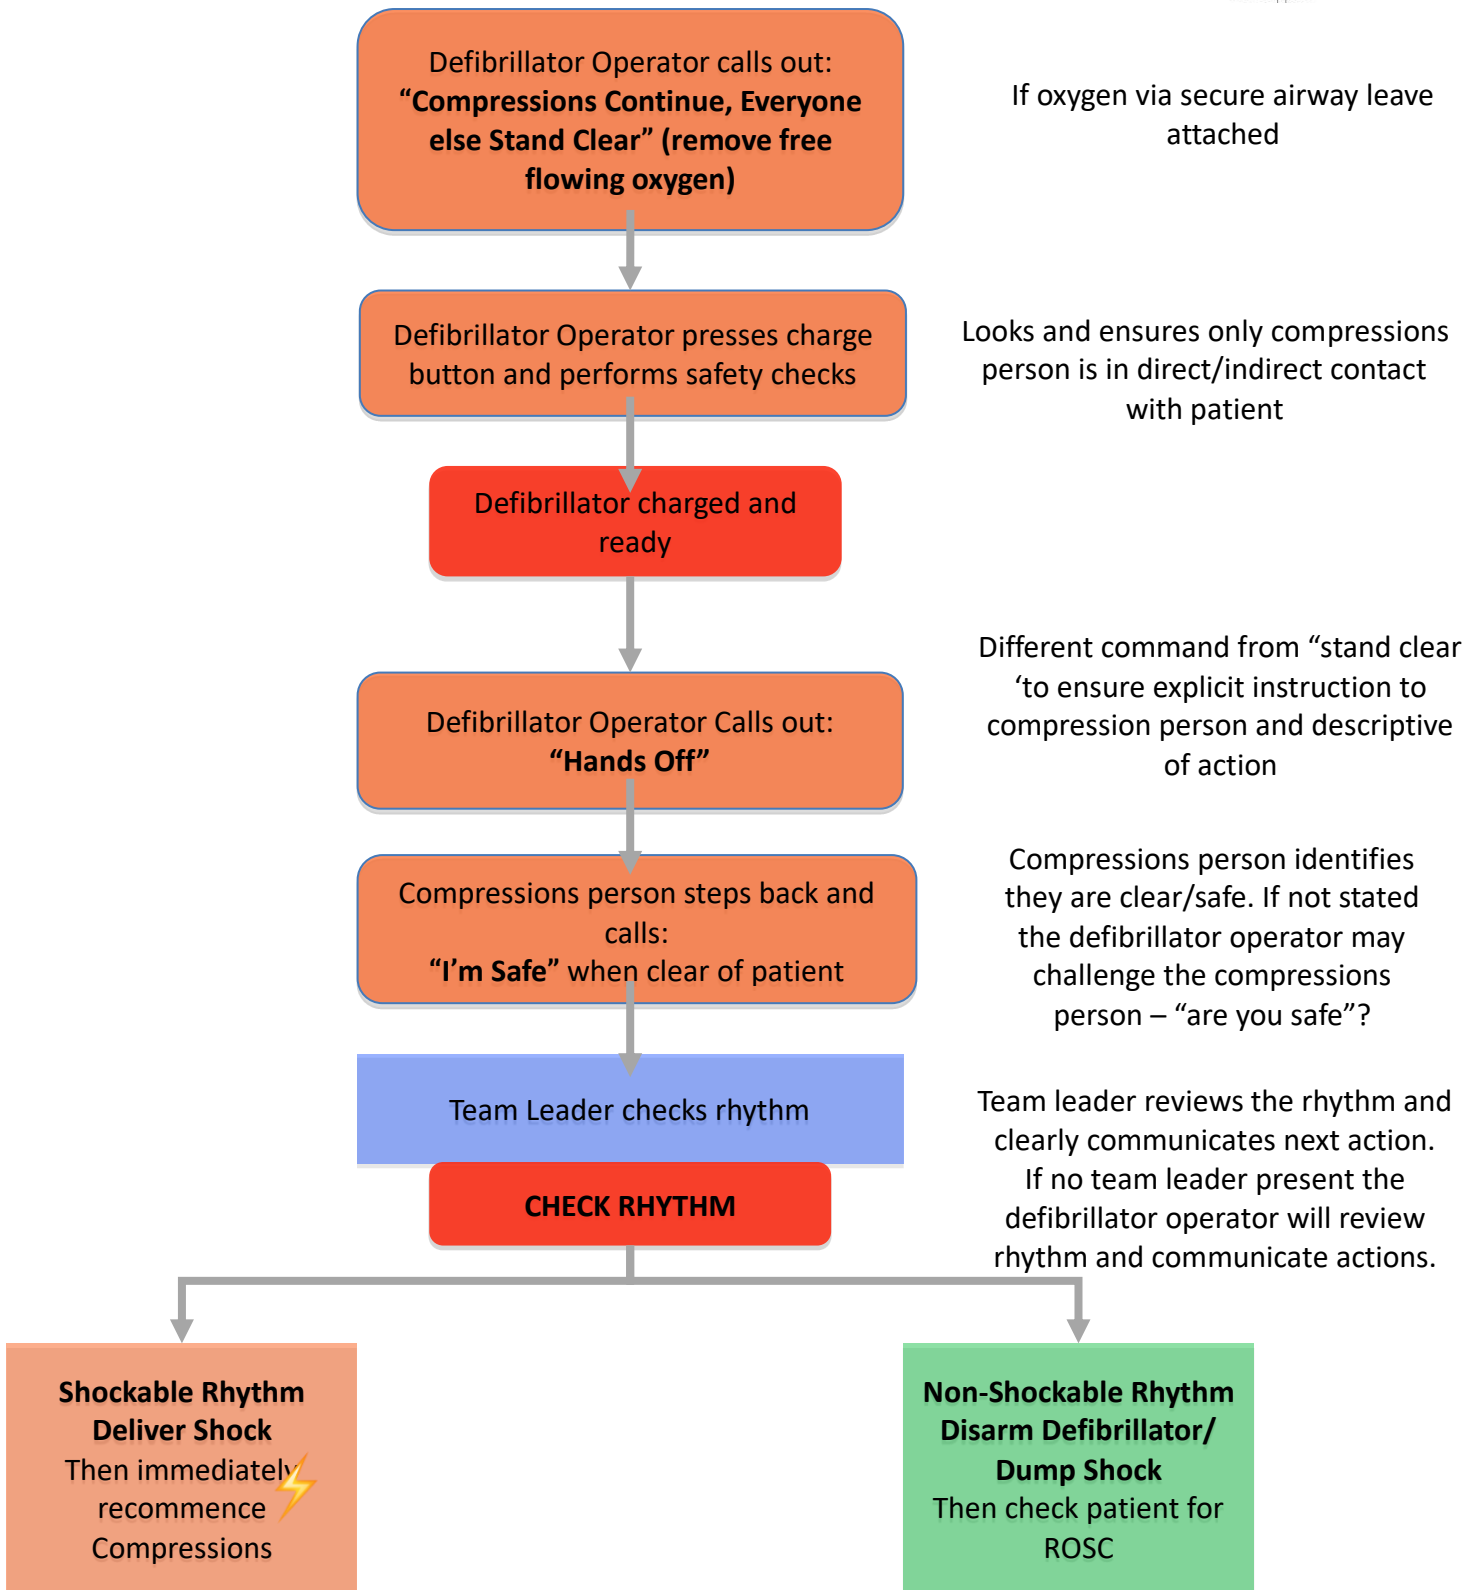 Defibrillator Operator calls out:
“Compressions Continue, Everyone
else Stand Clear” (remove free
flowing oxygen)
If oxygen via secure airway leave
attached
Defibrillator Operator presses charge
button and performs safety checks
Looks and ensures only compressions
person is in direct/indirect contact
with patient
Defibrillator charged and
ready
Defibrillator Operator Calls out:
“Hands Off”
Different command from “stand clear
‘to ensure explicit instruction to
compression person and descriptive
of action
Compressions person steps back and
calls:
“I’m Safe” when clear of patient
Compressions person identifies
they are clear/safe. If not stated
the defibrillator operator may
challenge the compressions
person – “are you safe”?
Team Leader checks rhythm
CHECK RHYTHM
Team leader reviews the rhythm and
clearly communicates next action.
If no team leader present the
defibrillator operator will review
rhythm and communicate actions.
Shockable Rhythm
Deliver Shock
Then immediately
recommence
Compressions
Non-Shockable Rhythm
Disarm Defibrillator/
Dump Shock
Then check patient for
ROSC